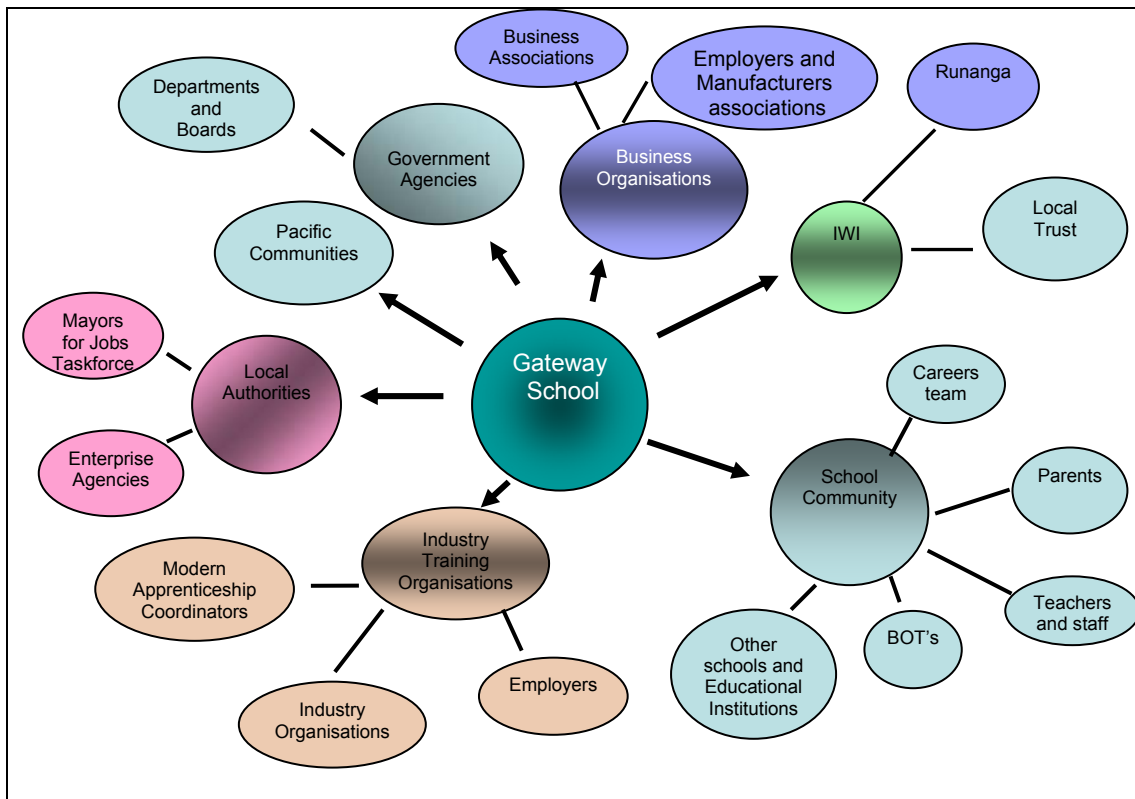 Business
Associations
Employers and
Manufacturers
associations
Runanga
Departments
and
Boards
Government
Agencies
Business
Organisations
Local
Trust
IWI
Pacific
Communities
Mayors
for Jobs
Taskforce
Local
Authorities
Gateway
School
Careers
team
Enterprise
Agencies
School
Community
Parents
Industry
Training
Organisations
Modern
Apprenticeship
Coordinators
Teachers
and staff
BOT's
Other
schools and
Educational
Institutions
Employers
Industry
Organisations